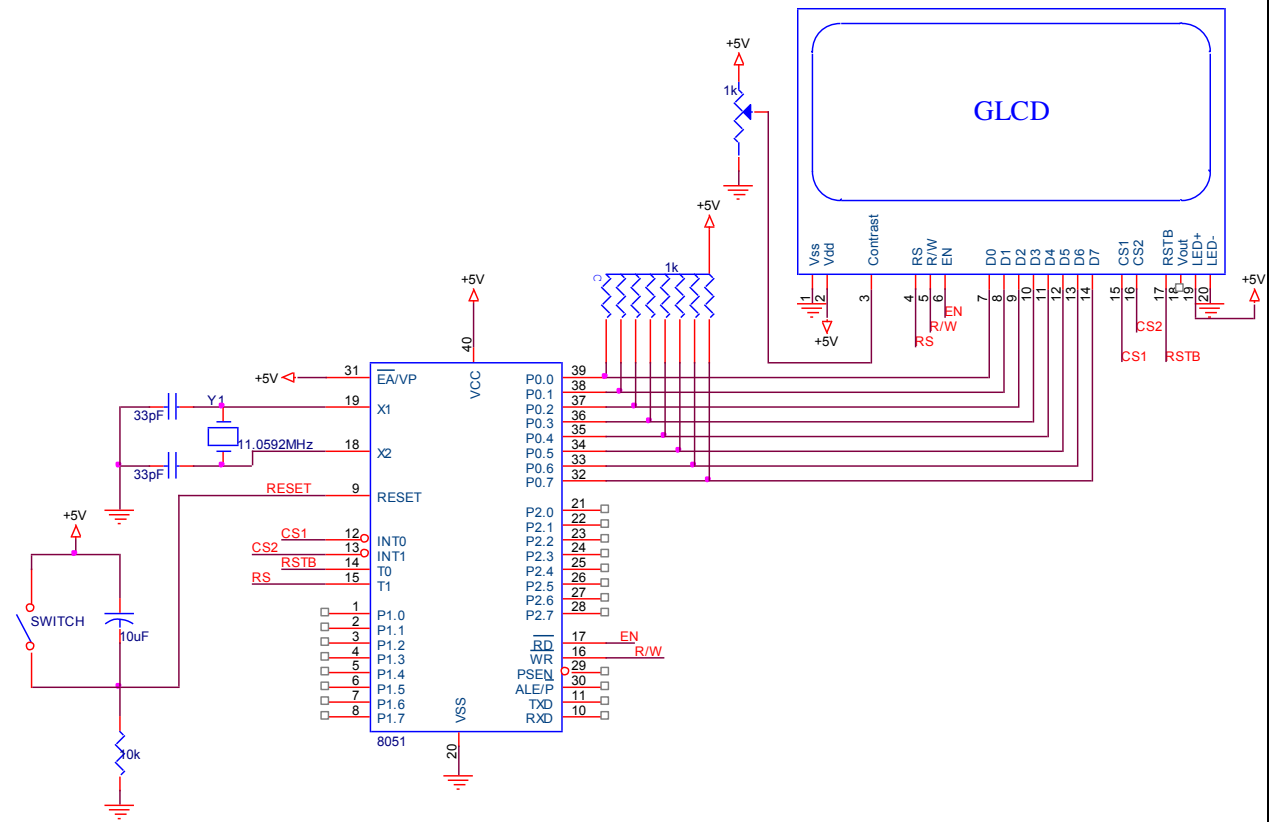 +5V
1k
GLCD
Vss
Vdd
Contrast
RS
R/W
EN
D0
D1
D2
D3
D4
D5
D6
D7
CS1
CS2
RSTB
Vout
LED+
LED-
1
2
3
4
5
6
7
8
9
10
11
12
13
14
15
16
17
18
19
20
+5V
+5V
EN
R/W
RS
CS2
CS1
RSTB
+5V
C
1k
+5V
40
VCC
+5V
31
EA/VP
19
X1
18
X2
9
RESET
RESET
33pF
Y1
11.0592MHz
33pF
CS1
12
INT0
CS2
13
INT1
RSTB
14
T0
RS
15
T1
1
P1.0
2
P1.1
3
P1.2
4
P1.3
5
P1.4
6
P1.5
7
P1.6
8
P1.7
39
P0.0
38
P0.1
37
P0.2
36
P0.3
35
P0.4
34
P0.5
33
P0.6
32
P0.7
21
P2.0
22
P2.1
23
P2.2
24
P2.3
25
P2.4
26
P2.5
27
P2.6
28
P2.7
17
RD
EN
16
WR
R/W
29
PSEN
30
ALE/P
11
TXD
10
RXD
VSS
20
8051
+5V
SWITCH
10uF
10k